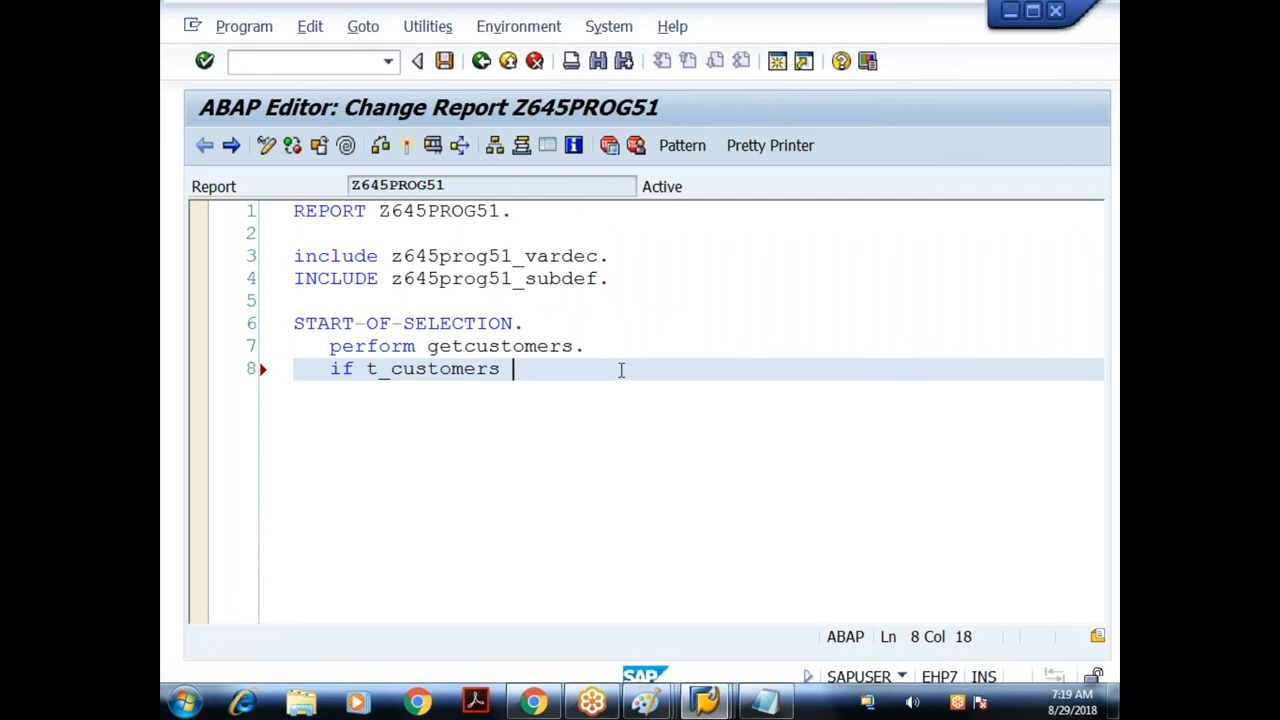 Program Edit Goto Utilities Environment System Help
ABAP Editor: Change Report Z645PROG51
Pattern Pretty Printer
Report Z645PROG51 Active
1 REPORT Z645PROG51.
2
3 include z645prog51_vardec.
4 INCLUDE z645prog51_subdef.
5
6 START-OF-SELECTION.
7 perform getcustomers.
8 if t_customers
ABAP Ln 8 Col 18
SAP SAPUSER EHP7 INS
7:19 AM
8/29/2018